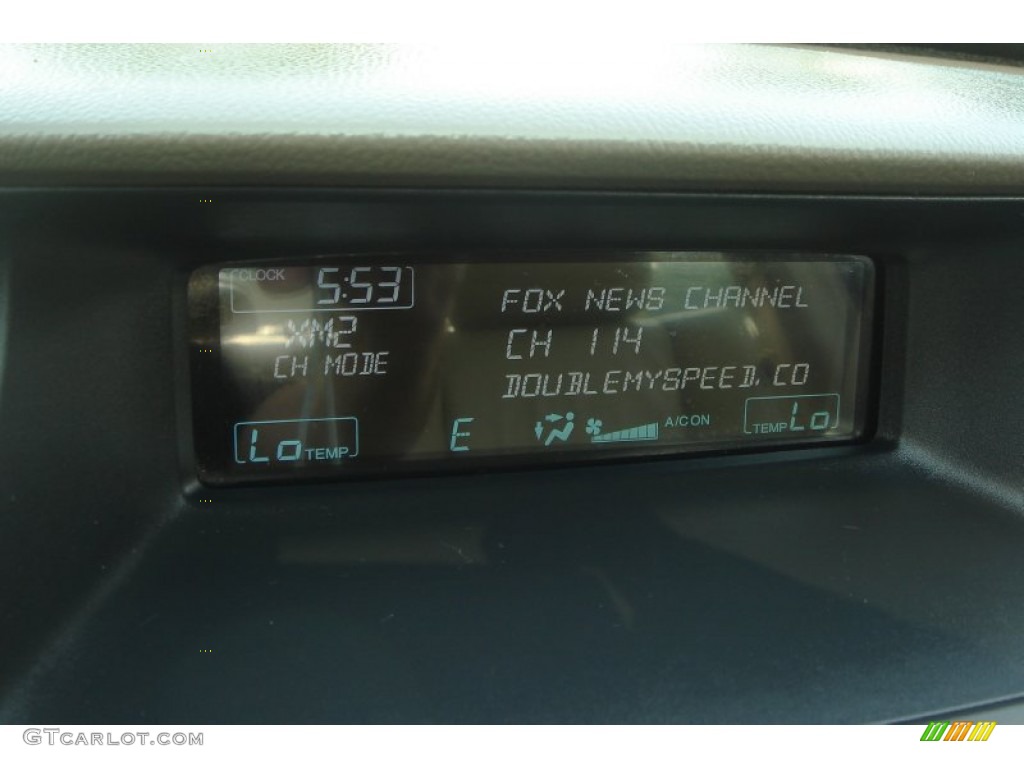 CLOCK 5:53
XM2
CH MODE
FOX NEWS CHANNEL
CH 114
DOUBLEMYSPEED.CO
Lo TEMP
E
A/C ON
TEMP Lo
GTCARLOT.COM